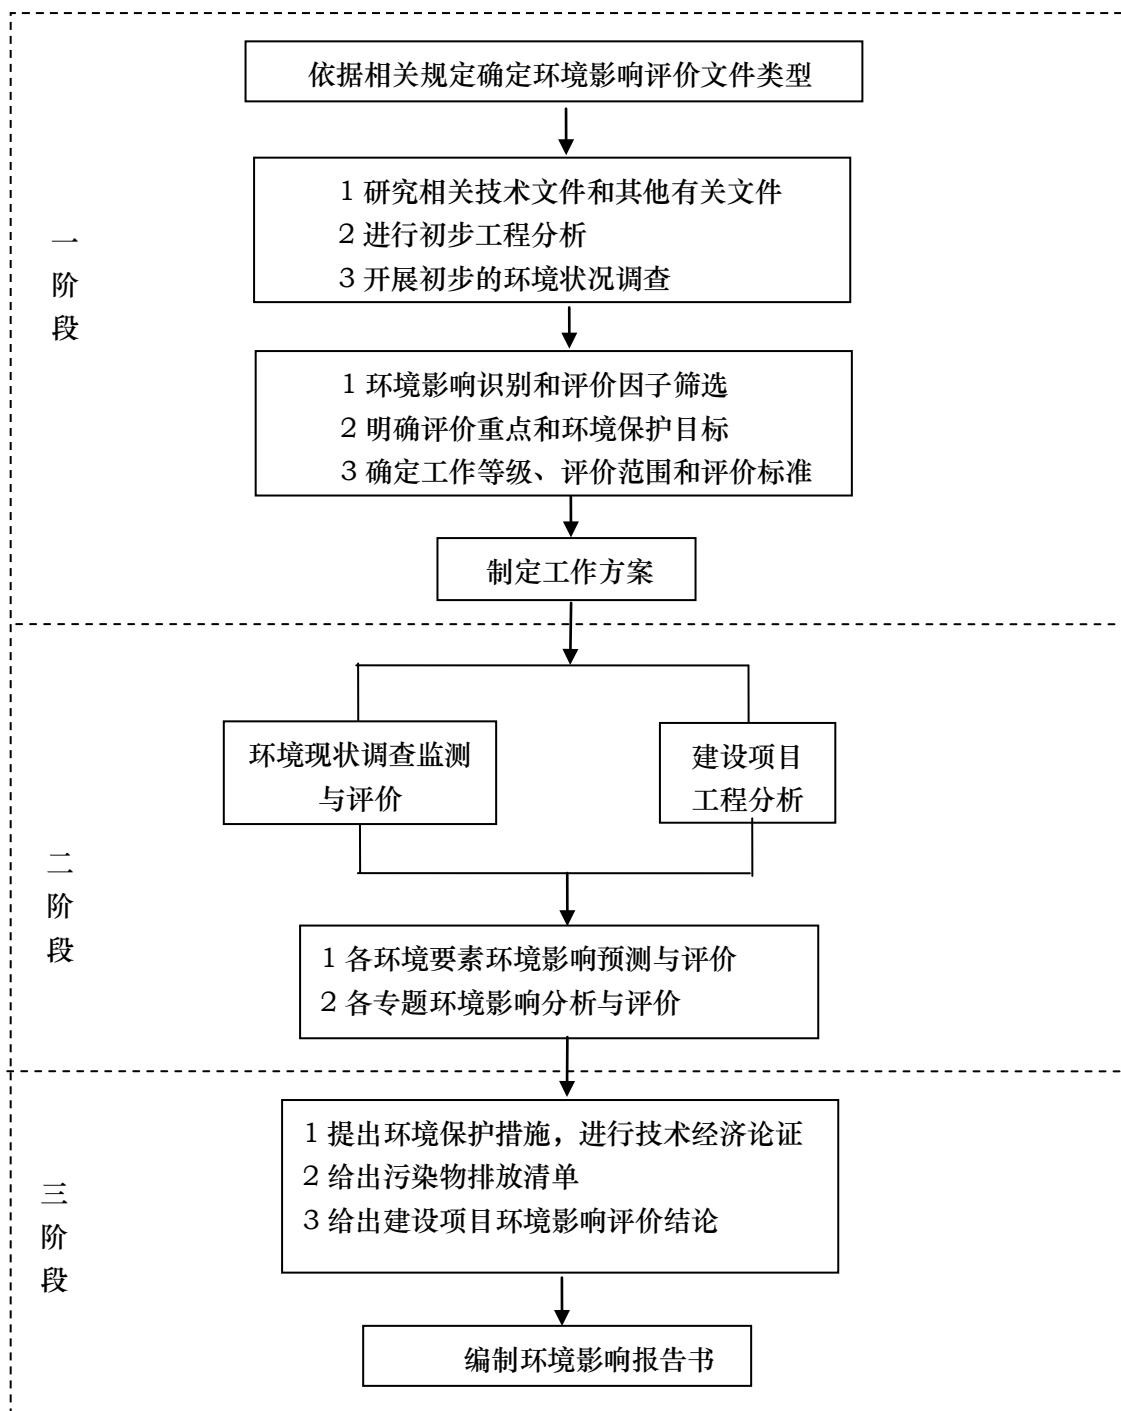 依据相关规定确定环境影响评价文件类型
1 研究相关技术文件和其他有关文件
2 进行初步工程分析
3 开展初步的环境状况调查
一
阶
段
1 环境影响识别和评价因子筛选
2 明确评价重点和环境保护目标
3 确定工作等级、评价范围和评价标准
制定工作方案
环境现状调查监测
与评价
建设项目
工程分析
二
阶
段
1 各环境要素环境影响预测与评价
2 各专题环境影响分析与评价
1 提出环境保护措施，进行技术经济论证
2 给出污染物排放清单
3 给出建设项目环境影响评价结论
三
阶
段
编制环境影响报告书